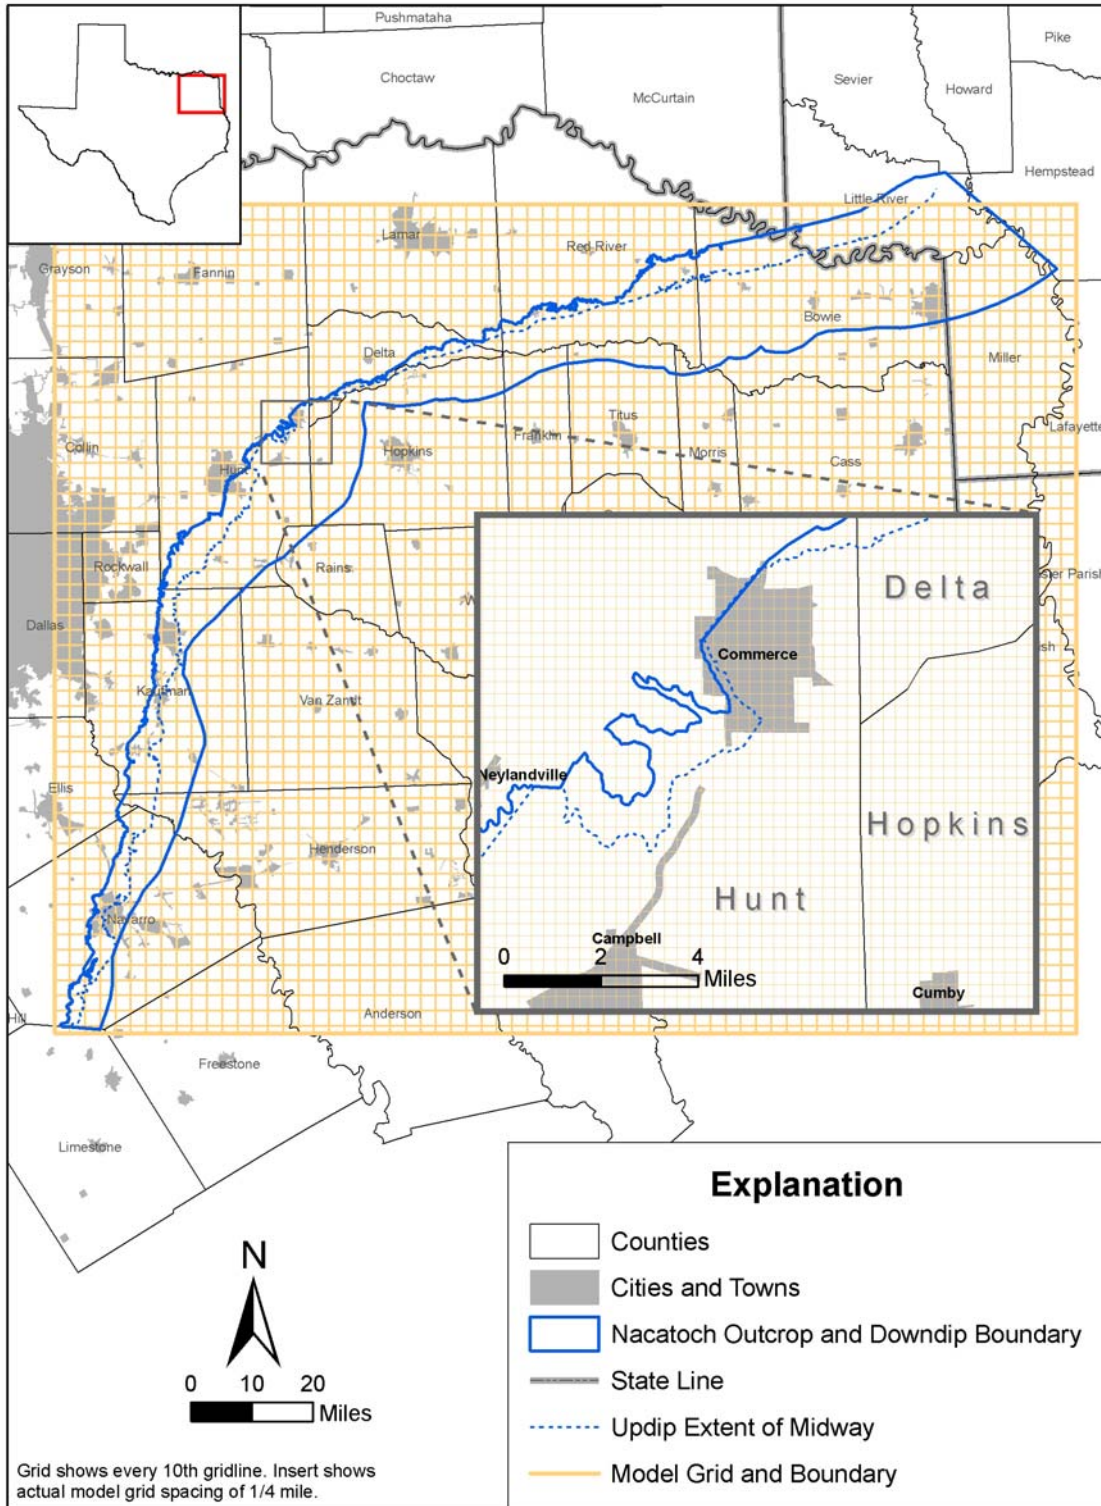 Pushmataha
Choctaw
McCurtain
Sevier
Pike
Howard
Hempstead
Little River
Lamar
Red River
Grayson
Fannin
Bowie
Delta
Miller
Titus
Lafayette
Collin
Hunt
Hopkins
Franklin
Morris
Cass
Rockwall
Rains
Dallas
Kaufman
Van Zandt
Ellis
Henderson
Navarro
Hill
Anderson
Freestone
Limestone
Parish
Delta
Commerce
Neylandville
Hopkins
Hunt
Campbell
0 2 4
Miles
Cumby
Explanation
Counties
Cities and Towns
Nacatoch Outcrop and Downdip Boundary
State Line
Updip Extent of Midway
Model Grid and Boundary
N
0 10 20
Miles
Grid shows every 10th gridline. Insert shows
actual model grid spacing of 1/4 mile.